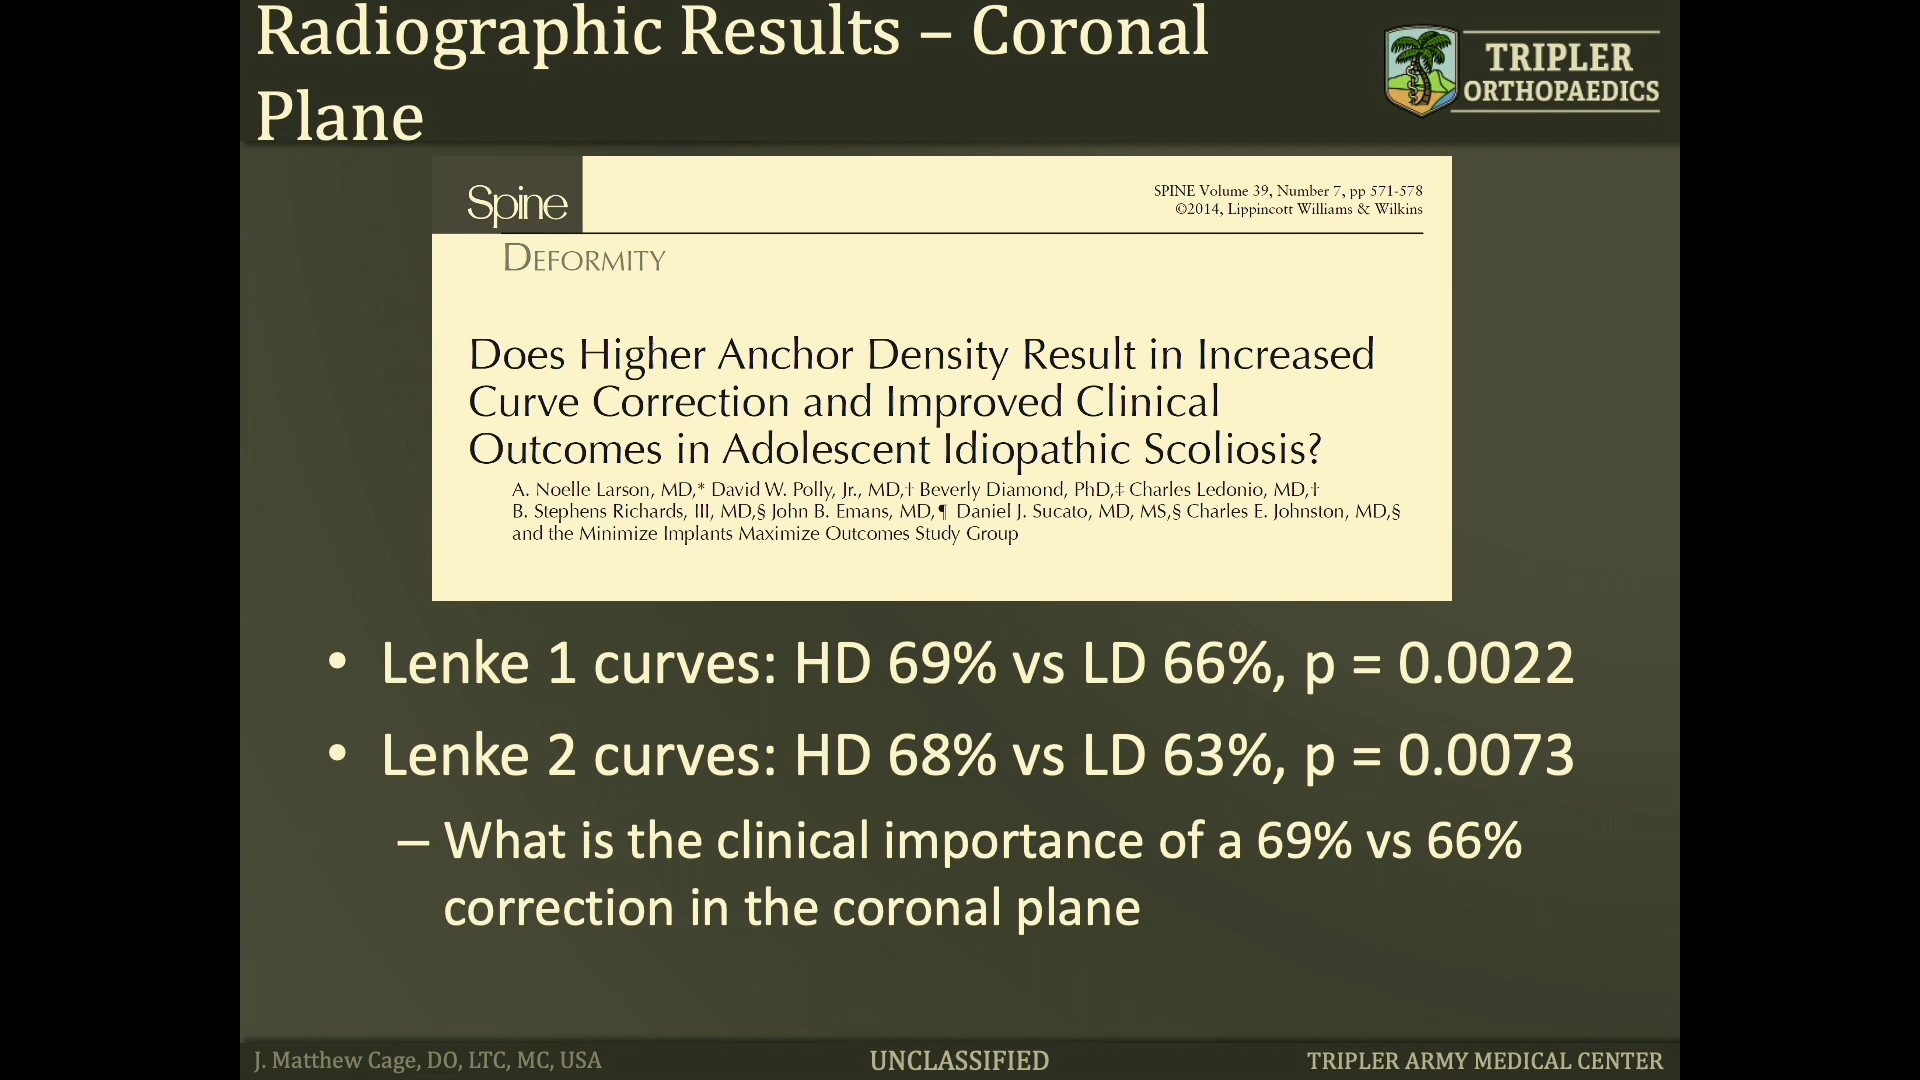 Radiographic Results – Coronal
Plane
TRIPLER
ORTHOPAEDICS
Spine
SPINE Volume 39, Number 7, pp 571-578
©2014, Lippincott Williams & Wilkins
DEFORMITY
Does Higher Anchor Density Result in Increased
Curve Correction and Improved Clinical
Outcomes in Adolescent Idiopathic Scoliosis?
A. Noelle Larson, MD,* David W. Polly, Jr., MD,† Beverly Diamond, PhD,‡ Charles Ledonio, MD,†
B. Stephens Richards, III, MD,§ John B. Emans, MD,¶ Daniel J. Sucato, MD, MS,§ Charles E. Johnston, MD,§
and the Minimize Implants Maximize Outcomes Study Group
• Lenke 1 curves: HD 69% vs LD 66%, p = 0.0022
• Lenke 2 curves: HD 68% vs LD 63%, p = 0.0073
– What is the clinical importance of a 69% vs 66%
correction in the coronal plane
J. Matthew Cage, DO, LTC, MC, USA
UNCLASSIFIED
TRIPLER ARMY MEDICAL CENTER